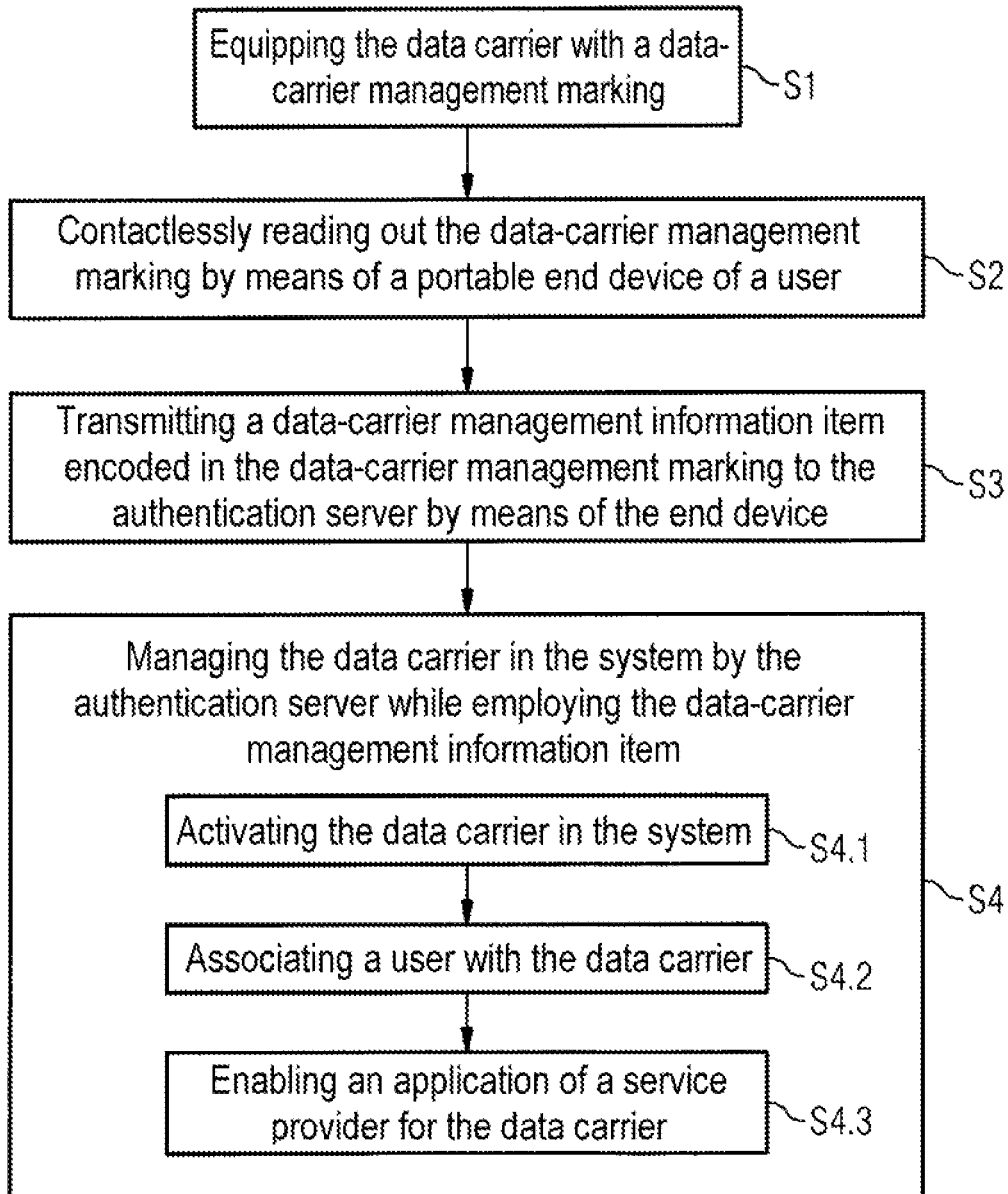 Equipping the data carrier with a data-
carrier management marking
S1
Contactlessly reading out the data-carrier management
marking by means of a portable end device of a user
S2
Transmitting a data-carrier management information item
encoded in the data-carrier management marking to the
authentication server by means of the end device
S3
Managing the data carrier in the system by the
authentication server while employing the data-carrier
management information item
Activating the data carrier in the system
S4.1
S4
Associating a user with the data carrier
S4.2
Enabling an application of a service
provider for the data carrier
S4.3